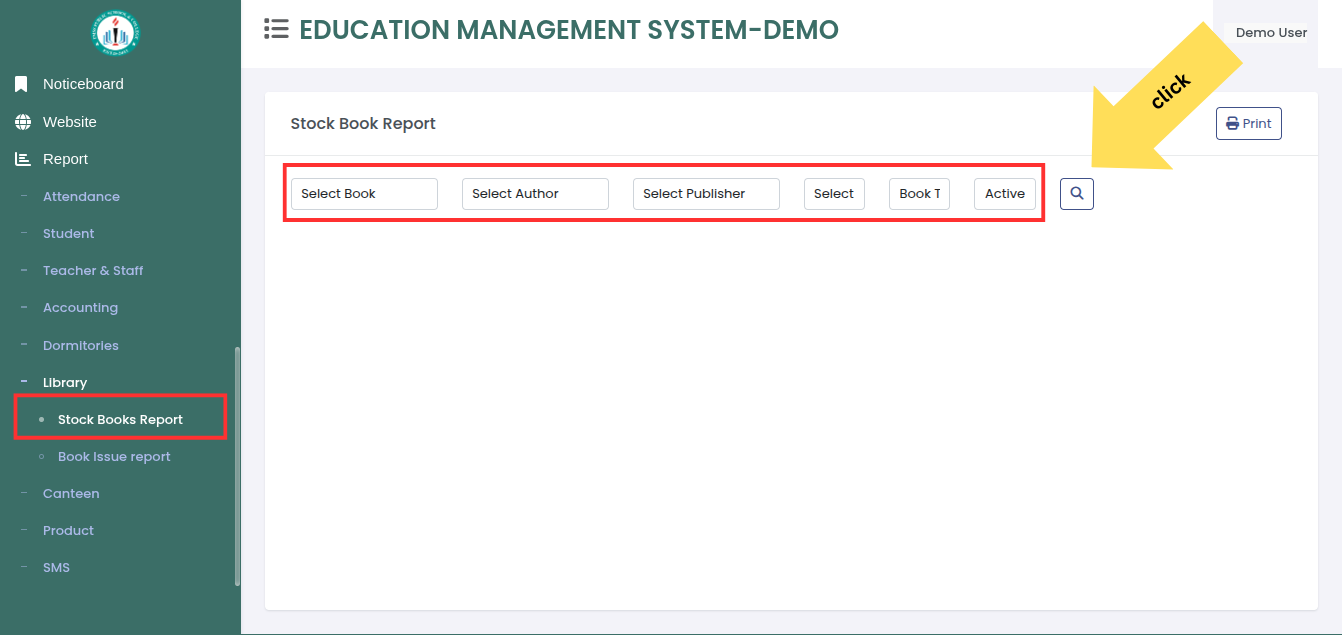 EDUCATION MANAGEMENT SYSTEM-DEMO
Demo User
Noticeboard
Website
Report
Attendance
Student
Teacher & Staff
Accounting
Dormitories
Library
Stock Books Report
Book Issue report
Canteen
Product
SMS
click
Stock Book Report
Print
Select Book
Select Author
Select Publisher
Select
Book T
Active